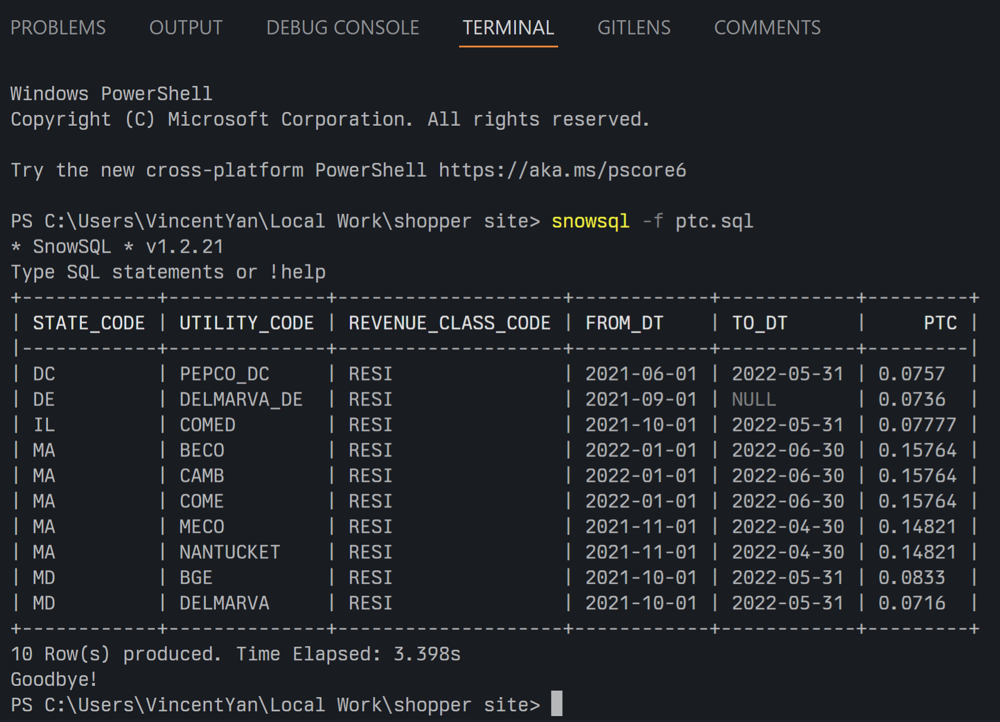 PROBLEMS OUTPUT DEBUG CONSOLE TERMINAL GITLENS COMMENTS
Windows PowerShell
Copyright (C) Microsoft Corporation. All rights reserved.
Try the new cross-platform PowerShell https://aka.ms/pscore6
PS C:\Users\VincentYan\Local Work\shopper site> snowsql -f ptc.sql
* SnowSQL * v1.2.21
Type SQL statements or !help
+------------+--------------+--------------------+------------+------------+---------+
| STATE_CODE | UTILITY_CODE | REVENUE_CLASS_CODE | FROM_DT    | TO_DT      |     PTC |
|------------+--------------+--------------------+------------+------------+---------|
| DC         | PEPCO_DC     | RESI               | 2021-06-01 | 2022-05-31 | 0.0757  |
| DE         | DELMARVA_DE  | RESI               | 2021-09-01 | NULL       | 0.0736  |
| IL         | COMED        | RESI               | 2021-10-01 | 2022-05-31 | 0.07777 |
| MA         | BECO         | RESI               | 2022-01-01 | 2022-06-30 | 0.15764 |
| MA         | CAMB         | RESI               | 2022-01-01 | 2022-06-30 | 0.15764 |
| MA         | COME         | RESI               | 2022-01-01 | 2022-06-30 | 0.15764 |
| MA         | MECO         | RESI               | 2021-11-01 | 2022-04-30 | 0.14821 |
| MA         | NANTUCKET    | RESI               | 2021-11-01 | 2022-04-30 | 0.14821 |
| MD         | BGE          | RESI               | 2021-10-01 | 2022-05-31 | 0.0833  |
| MD         | DELMARVA     | RESI               | 2021-10-01 | 2022-05-31 | 0.0716  |
+------------+--------------+--------------------+------------+------------+---------+
10 Row(s) produced. Time Elapsed: 3.398s
Goodbye!
PS C:\Users\VincentYan\Local Work\shopper site>